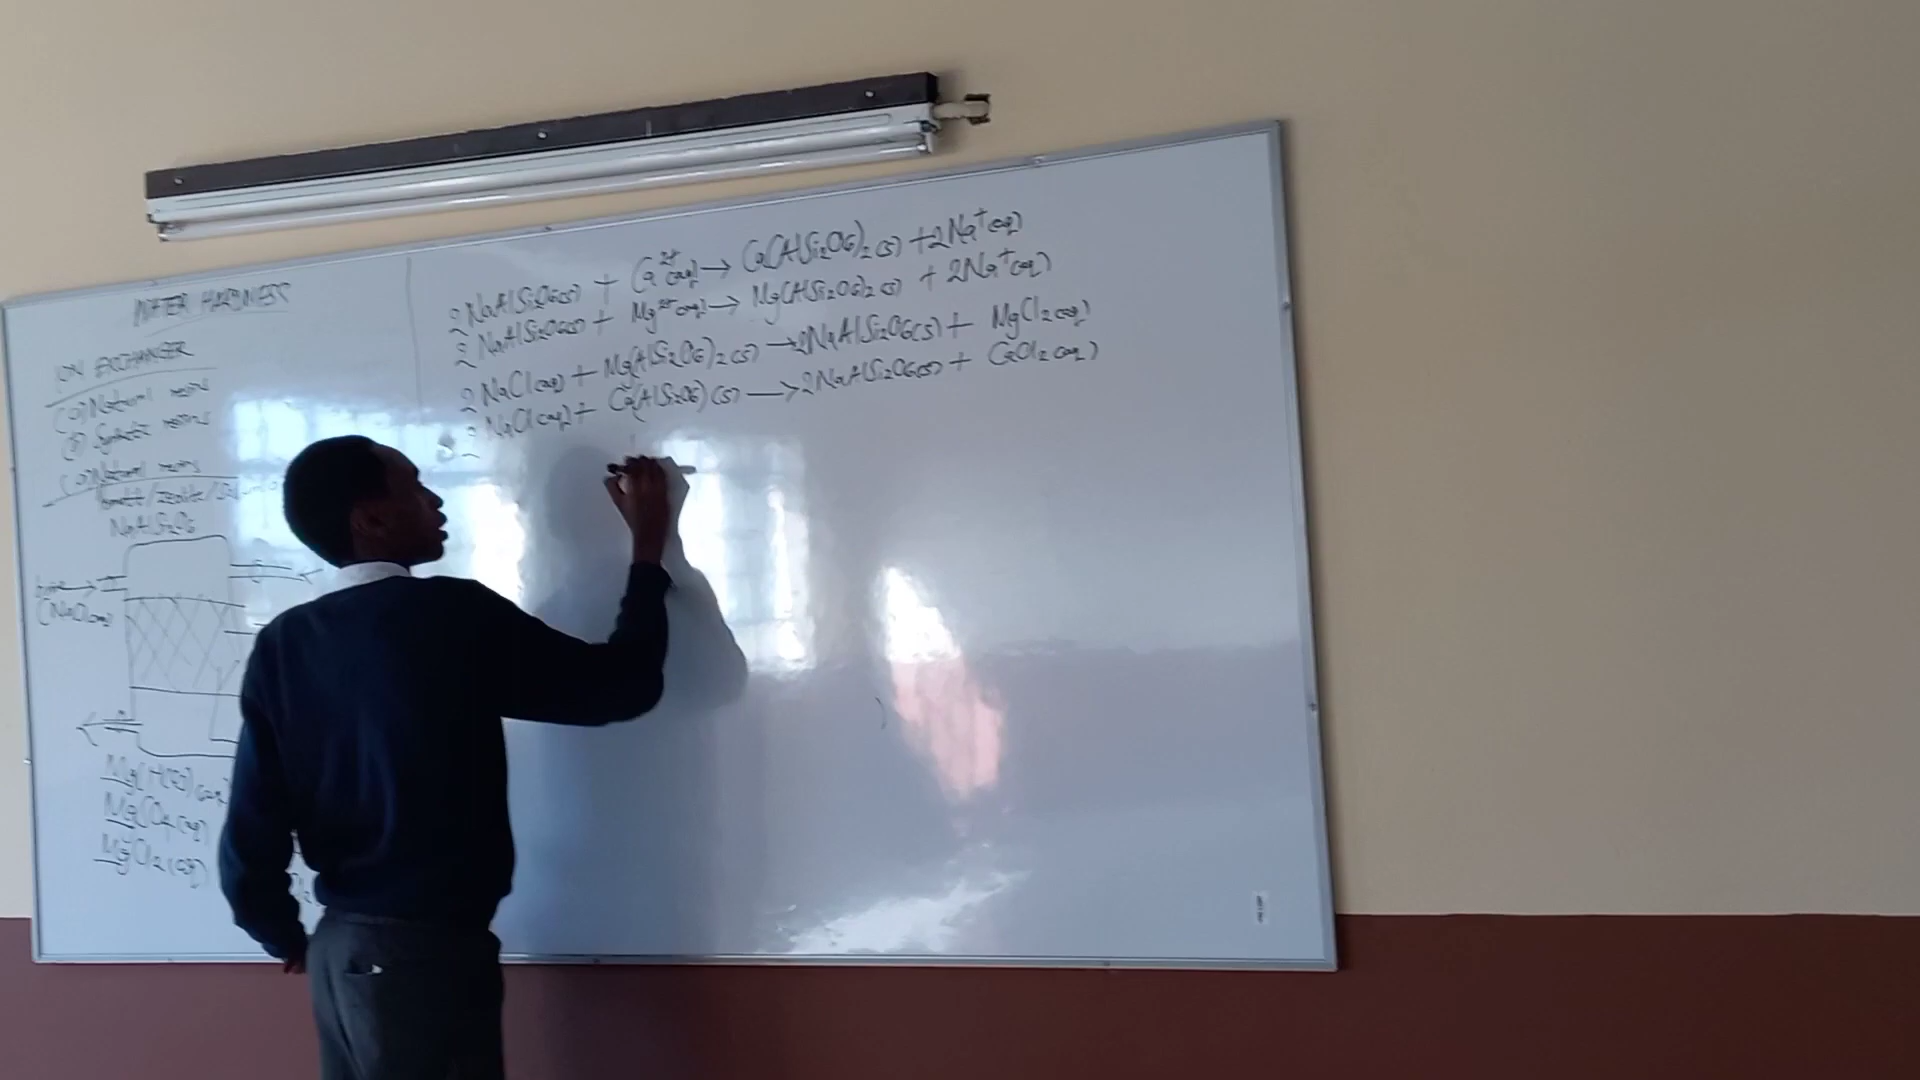 WATER HARDNESS
ION EXCHANGER
(a) Natural resins
(b) Synthetic resins
(a) Natural resins
zeolite/
NaAlSi2O6
(NaCl(aq)
Mg(HCO3)
MgSO4(aq)
MgCl2(aq)
2NaAlSi2O6(s) + Ca2+(aq) → Ca(AlSi2O6)2(s) + 2Na+(aq)
2NaAlSi2O6(s) + Mg2+(aq) → Mg(AlSi2O6)2(s) + 2Na+(aq)
2NaCl(aq) + Mg(AlSi2O6)2(s) → 2NaAlSi2O6(s) + MgCl2(aq)
2NaCl(aq) + Ca(AlSi2O6)(s) → 2NaAlSi2O6(s) + CaCl2(aq)